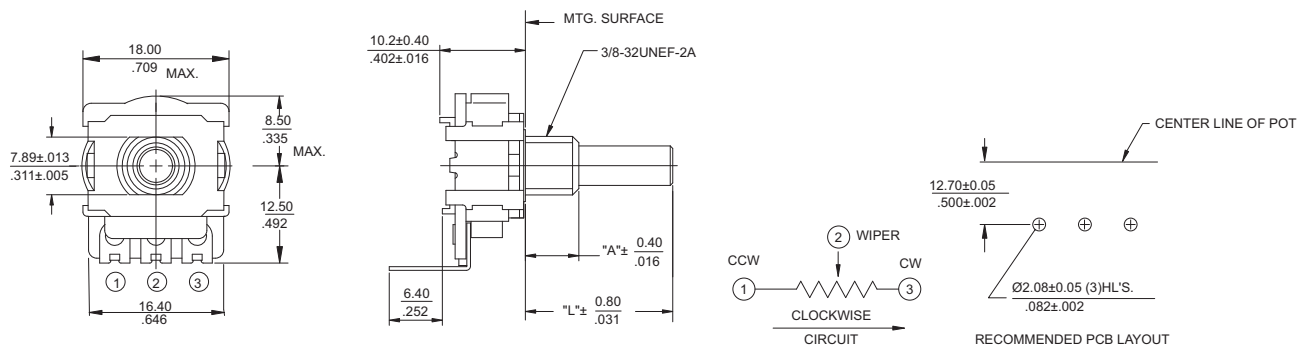 18.00
.709
MAX.
8.50
.335
MAX.
7.89±.013
.311±.005
12.50
.492
1 2 3
16.40
.646
MTG. SURFACE
10.2±0.40
.402±.016
3/8-32UNEF-2A
"A"± 0.40
.016
6.40
.252
"L"± 0.80
.031
2 WIPER
CCW
CW
1
3
CLOCKWISE
CIRCUIT
CENTER LINE OF POT
12.70±0.05
.500±.002
Ø2.08±0.05 (3)HL'S.
.082±.002
RECOMMENDED PCB LAYOUT